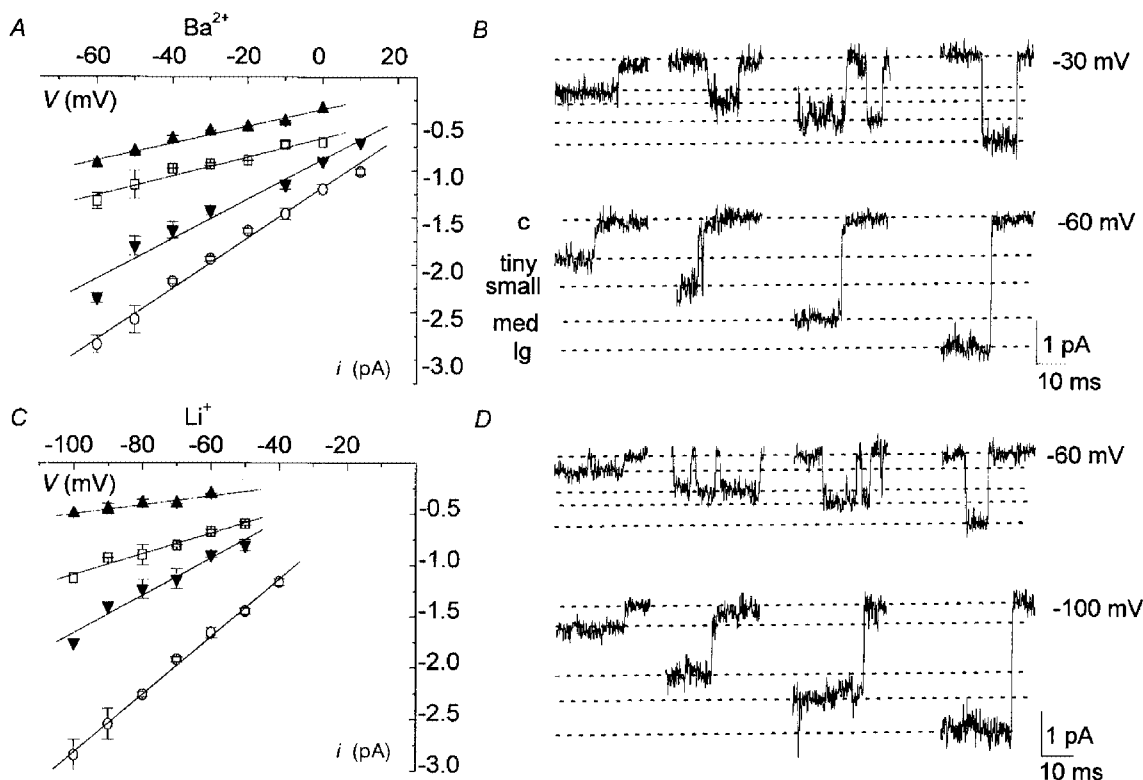 A
Ba2+
-60 -40 -20 0 20
V (mV)
-0.5
-1.0
-1.5
-2.0
-2.5
-3.0
i (pA)
B
-30 mV
c
tiny
small
med
lg
-60 mV
1 pA
10 ms
C
Li+
-100 -80 -60 -40 -20
V (mV)
-0.5
-1.0
-1.5
-2.0
-2.5
-3.0
i (pA)
D
-60 mV
-100 mV
1 pA
10 ms